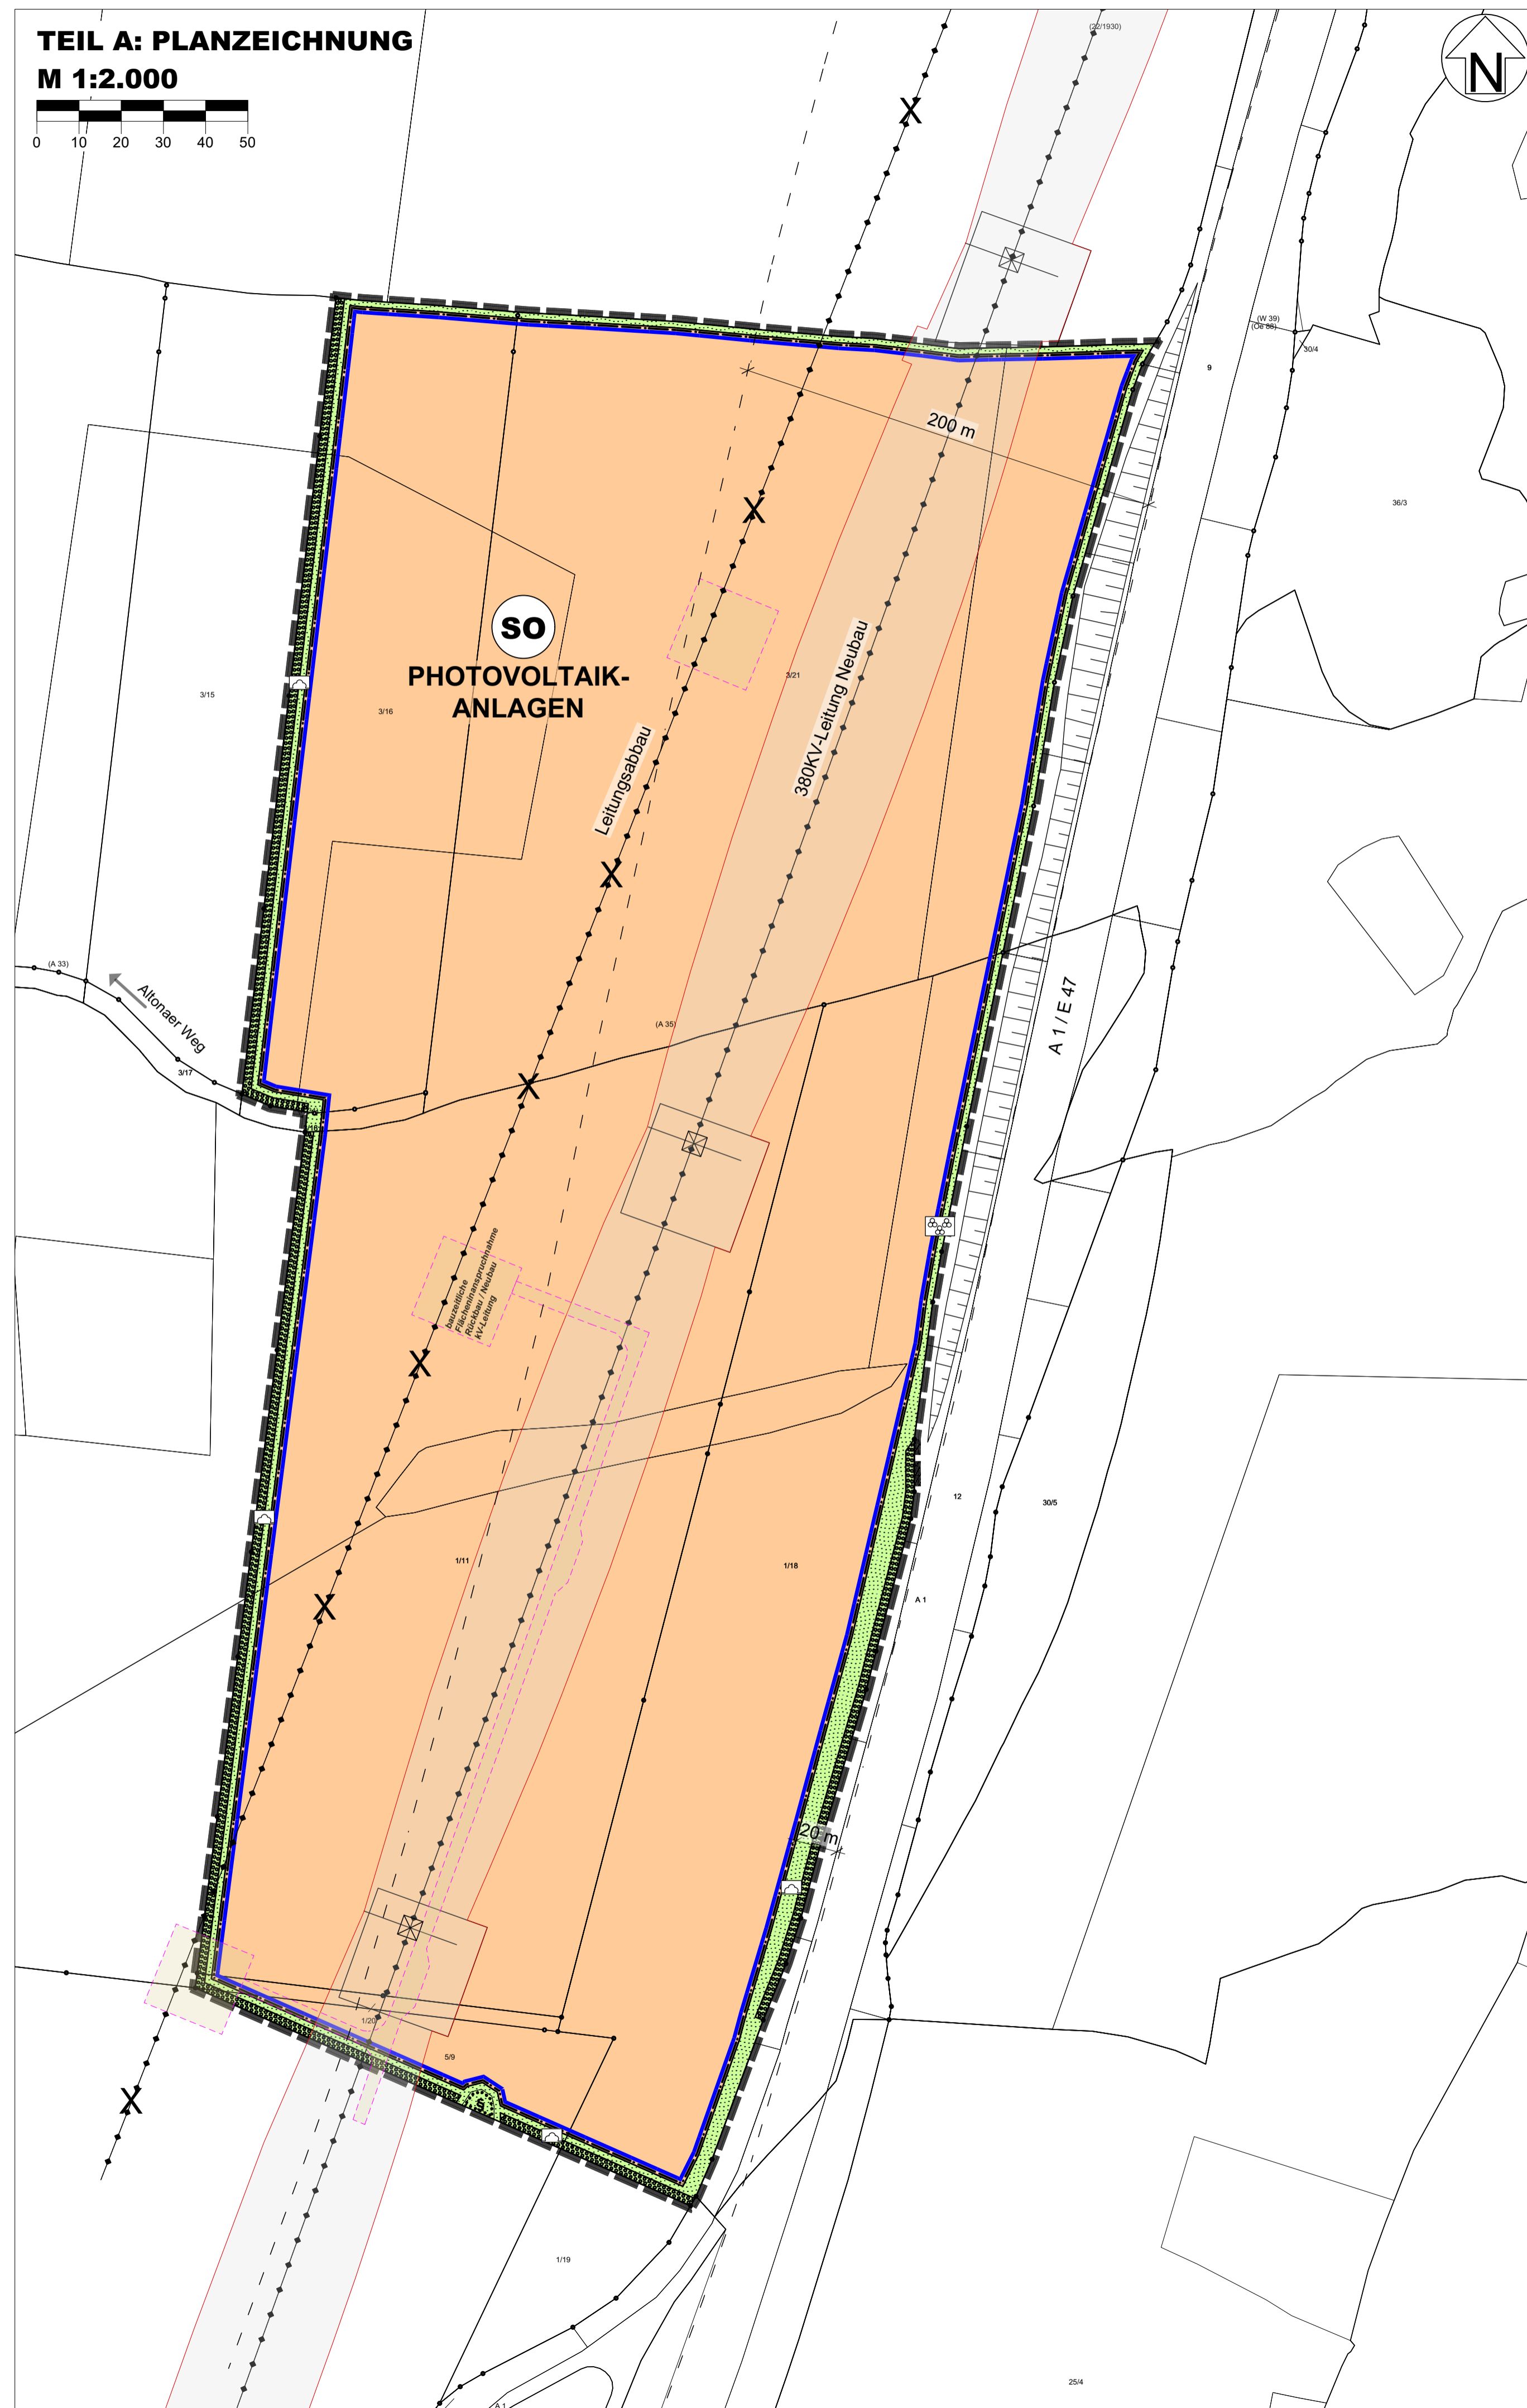 TEIL A: PLANZEICHNUNG
M 1:2.000
0 10 20 30 40 50
(22/1930)
N
(W 39)
(Oe 88)
30/4
9
200 m
36/3
SO
PHOTOVOLTAIK-
ANLAGEN
3/15
3/16
3/21
Leitungsabbau
380KV-Leitung Neubau
(A 33)
Altonaer Weg
3/17
(A 35)
A 1 / E 47
bauzeitliche
Flächeninanspruchnahme
Rückbau / Neubau
kV-Leitung
12
30/5
1/11
1/18
A 1
20 m
1/20
5/9
S
1/19
25/4
A 1